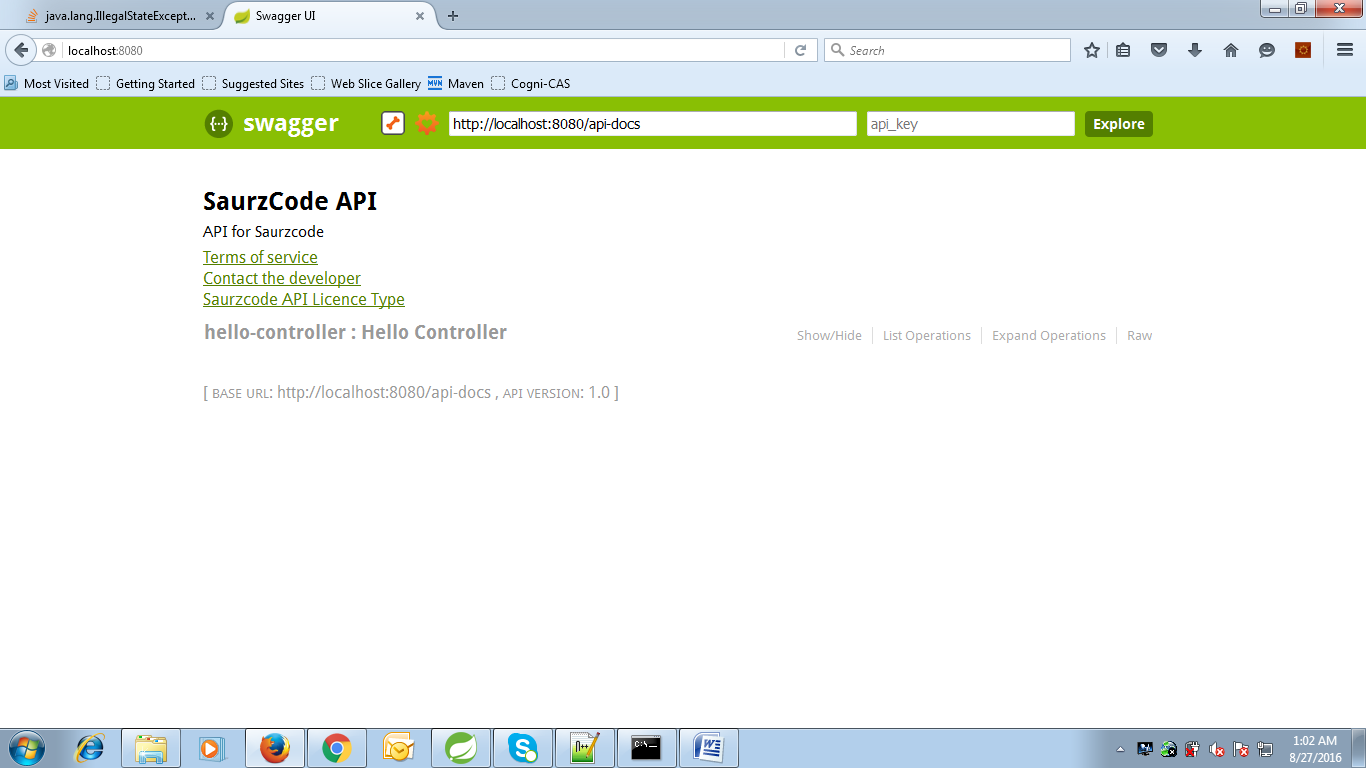 java.lang.IllegalStateExcept...
Swagger UI
localhost:8080
Search
Most Visited
Getting Started
Suggested Sites
Web Slice Gallery
MVN Maven
Cogni-CAS
{···} swagger
http://localhost:8080/api-docs
api_key
Explore
SaurzCode API
API for Saurzcode
Terms of service
Contact the developer
Saurzcode API Licence Type
hello-controller : Hello Controller
Show/Hide
List Operations
Expand Operations
Raw
[ BASE URL: http://localhost:8080/api-docs , API VERSION: 1.0 ]
1:02 AM
8/27/2016